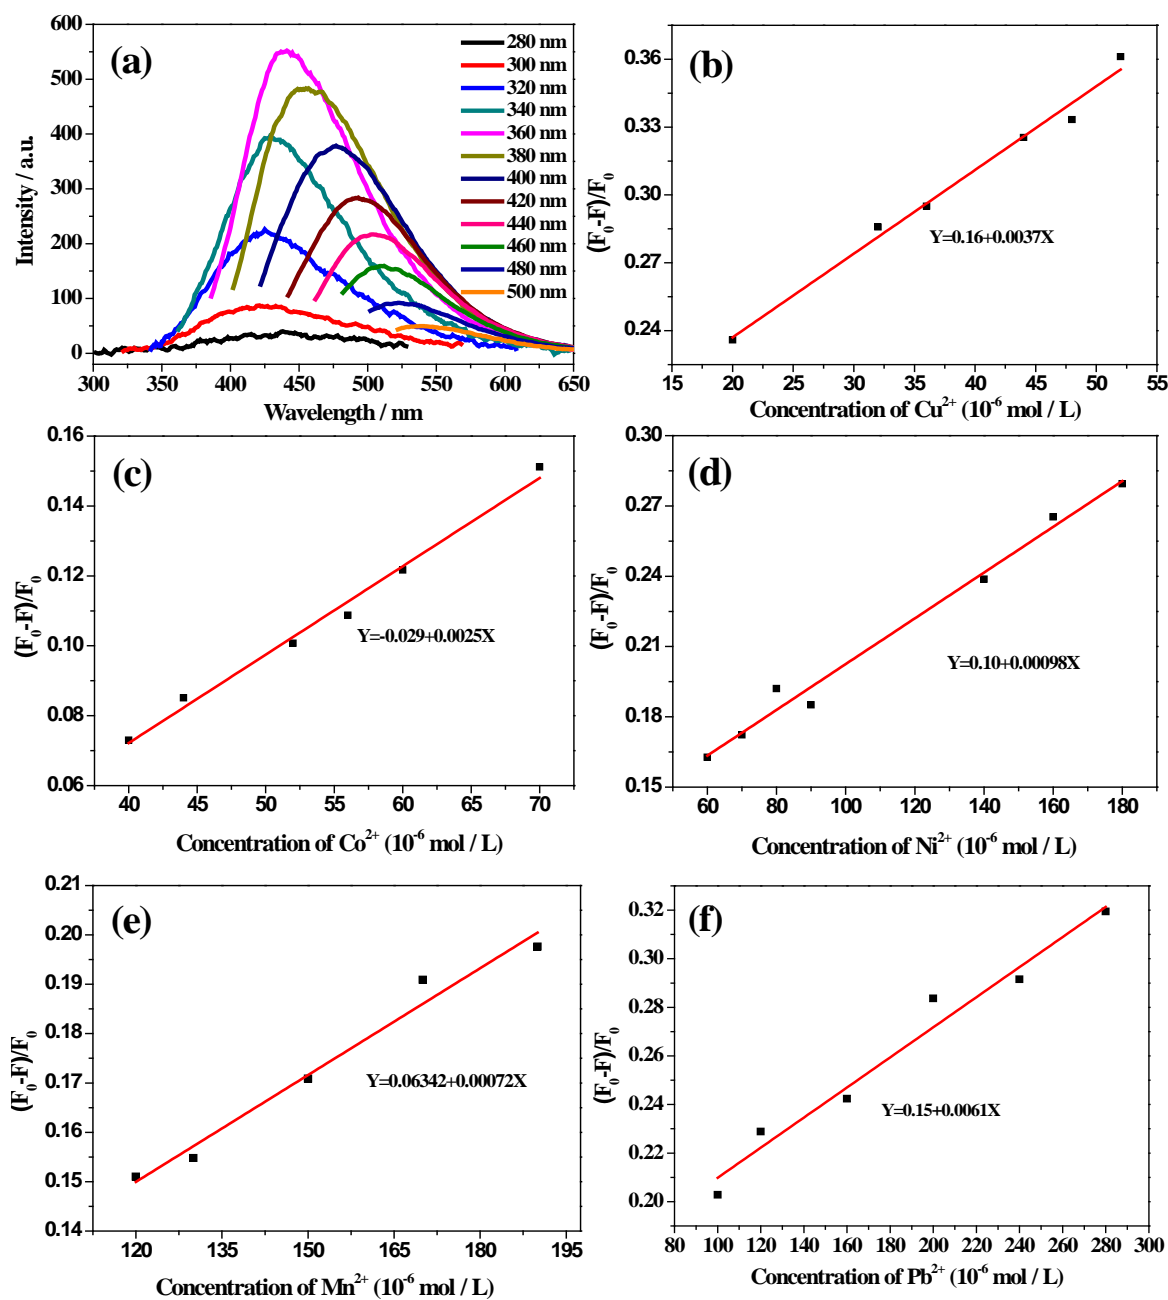 (a)
600
500
400
300
200
100
0
300 350 400 450 500 550 600 650
Intensity / a.u.
Wavelength / nm
280 nm
300 nm
320 nm
340 nm
360 nm
380 nm
400 nm
420 nm
440 nm
460 nm
480 nm
500 nm
(b)
0.36
0.33
0.30
0.27
0.24
15 20 25 30 35 40 45 50 55
(F₀-F)/F₀
Y=0.16+0.0037X
Concentration of Cu²⁺ (10⁻⁶ mol / L)
(c)
0.16
0.14
0.12
0.10
0.08
0.06
40 45 50 55 60 65 70
(F₀-F)/F₀
Y=-0.029+0.0025X
Concentration of Co²⁺ (10⁻⁶ mol / L)
(d)
0.30
0.27
0.24
0.21
0.18
0.15
60 80 100 120 140 160 180
(F₀-F)/F₀
Y=0.10+0.00098X
Concentration of Ni²⁺ (10⁻⁶ mol / L)
(e)
0.21
0.20
0.19
0.18
0.17
0.16
0.15
0.14
120 135 150 165 180 195
(F₀-F)/F₀
Y=0.06342+0.00072X
Concentration of Mn²⁺ (10⁻⁶ mol / L)
(f)
0.32
0.30
0.28
0.26
0.24
0.22
0.20
80 100 120 140 160 180 200 220 240 260 280 300
(F₀-F)/F₀
Y=0.15+0.0061X
Concentration of Pb²⁺ (10⁻⁶ mol / L)